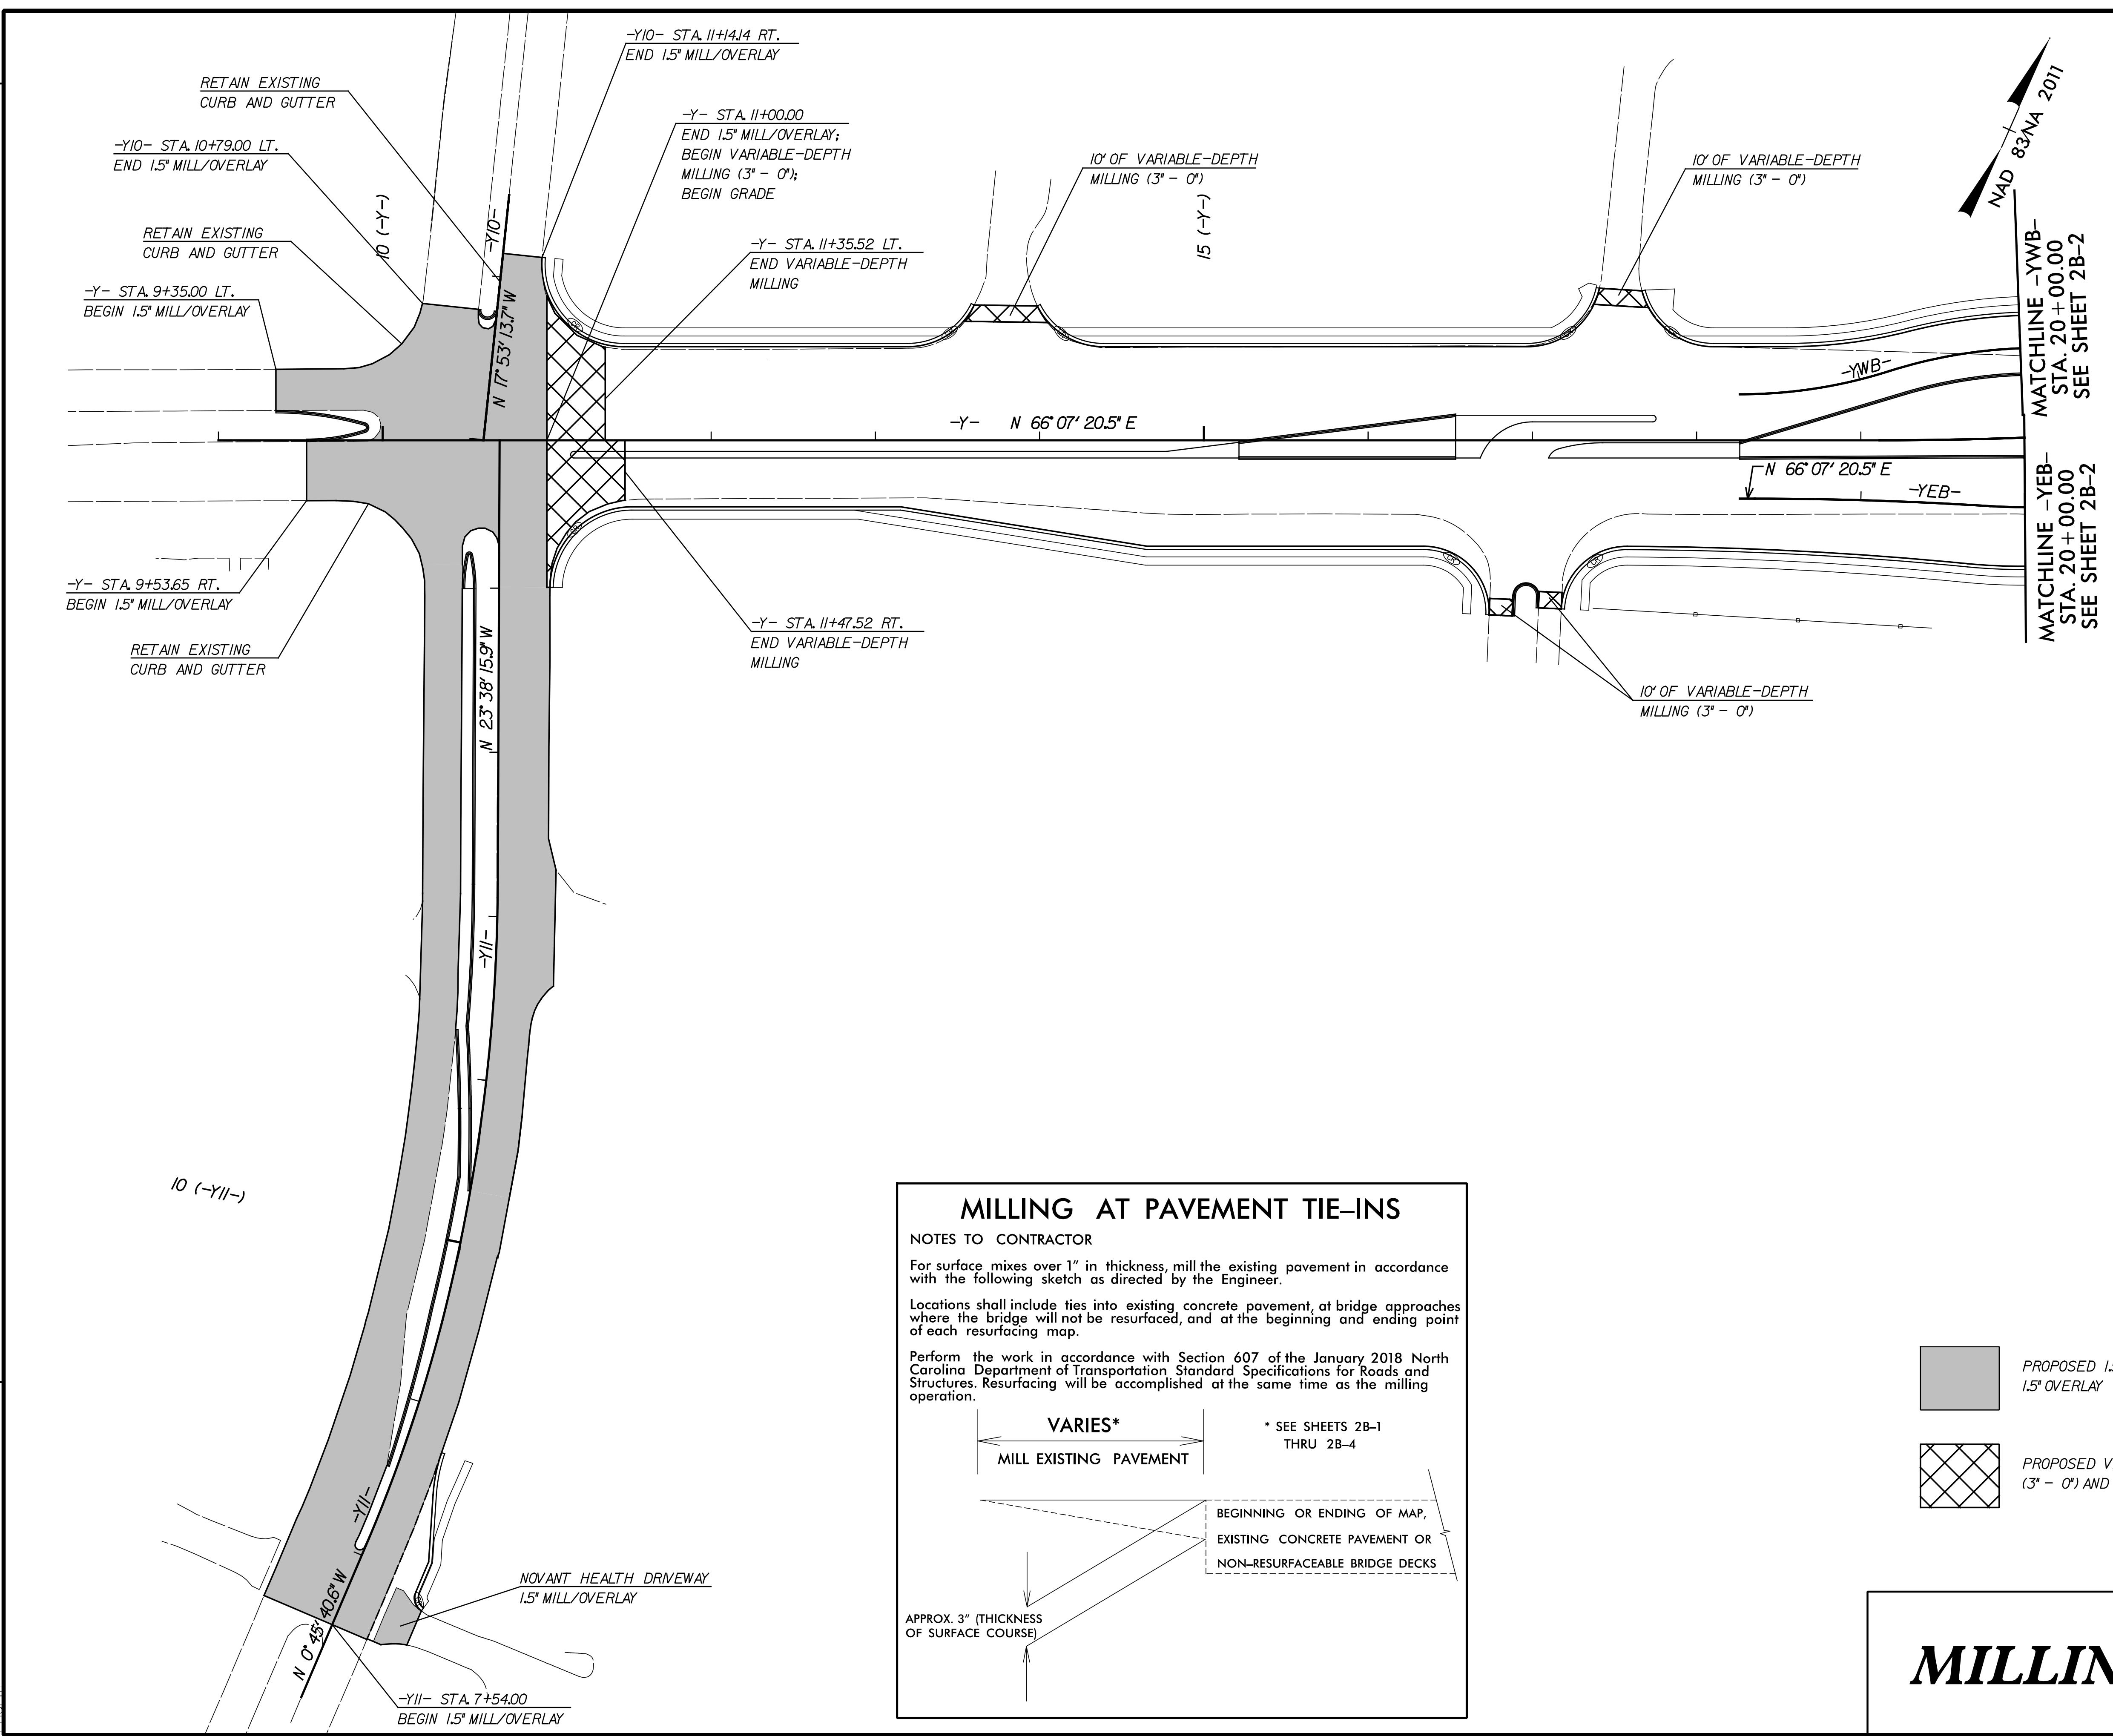 -Y10- STA. 11+14.14 RT.
END 1.5" MILL/OVERLAY
RETAIN EXISTING
CURB AND GUTTER
-Y- STA. 11+00.00
END 1.5" MILL/OVERLAY;
BEGIN VARIABLE-DEPTH
MILLING (3" - 0");
BEGIN GRADE
-Y10- STA. 10+79.00 LT.
END 1.5" MILL/OVERLAY
10' OF VARIABLE-DEPTH
MILLING (3" - 0")
10' OF VARIABLE-DEPTH
MILLING (3" - 0")
NAD 83/NA 2011
10 (-Y-)
-Y10-
15 (-Y-)
RETAIN EXISTING
CURB AND GUTTER
-Y- STA. 11+35.52 LT.
END VARIABLE-DEPTH
MILLING
-Y- STA. 9+35.00 LT.
BEGIN 1.5" MILL/OVERLAY
N 17° 53' 13.7" W
MATCHLINE -YWB-
STA. 20+00.00
SEE SHEET 2B-2
-YWB-
-Y- N 66° 07' 20.5" E
N 66° 07' 20.5" E
-YEB-
MATCHLINE -YEB-
STA. 20+00.00
SEE SHEET 2B-2
-Y- STA. 9+53.65 RT.
BEGIN 1.5" MILL/OVERLAY
-Y- STA. 11+47.52 RT.
END VARIABLE-DEPTH
MILLING
RETAIN EXISTING
CURB AND GUTTER
N 23° 38' 15.9" W
10' OF VARIABLE-DEPTH
MILLING (3" - 0")
-Y11-
10 (-Y11-)
MILLING AT PAVEMENT TIE-INS
NOTES TO CONTRACTOR
For surface mixes over 1" in thickness, mill the existing pavement in accordance
with the following sketch as directed by the Engineer.
Locations shall include ties into existing concrete pavement, at bridge approaches
where the bridge will not be resurfaced, and at the beginning and ending point
of each resurfacing map.
Perform the work in accordance with Section 607 of the January 2018 North
Carolina Department of Transportation Standard Specifications for Roads and
Structures. Resurfacing will be accomplished at the same time as the milling
operation.
VARIES*
* SEE SHEETS 2B-1
THRU 2B-4
MILL EXISTING PAVEMENT
BEGINNING OR ENDING OF MAP,
EXISTING CONCRETE PAVEMENT OR
NON-RESURFACEABLE BRIDGE DECKS
APPROX. 3" (THICKNESS
OF SURFACE COURSE)
PROPOSED
1.5" OVERLAY
PROPOSED
(3" - 0") AND
-Y11-
NOVANT HEALTH DRIVEWAY
1.5" MILL/OVERLAY
N 0° 45' 40.6" W
-Y11- STA. 7+54.00
BEGIN 1.5" MILL/OVERLAY